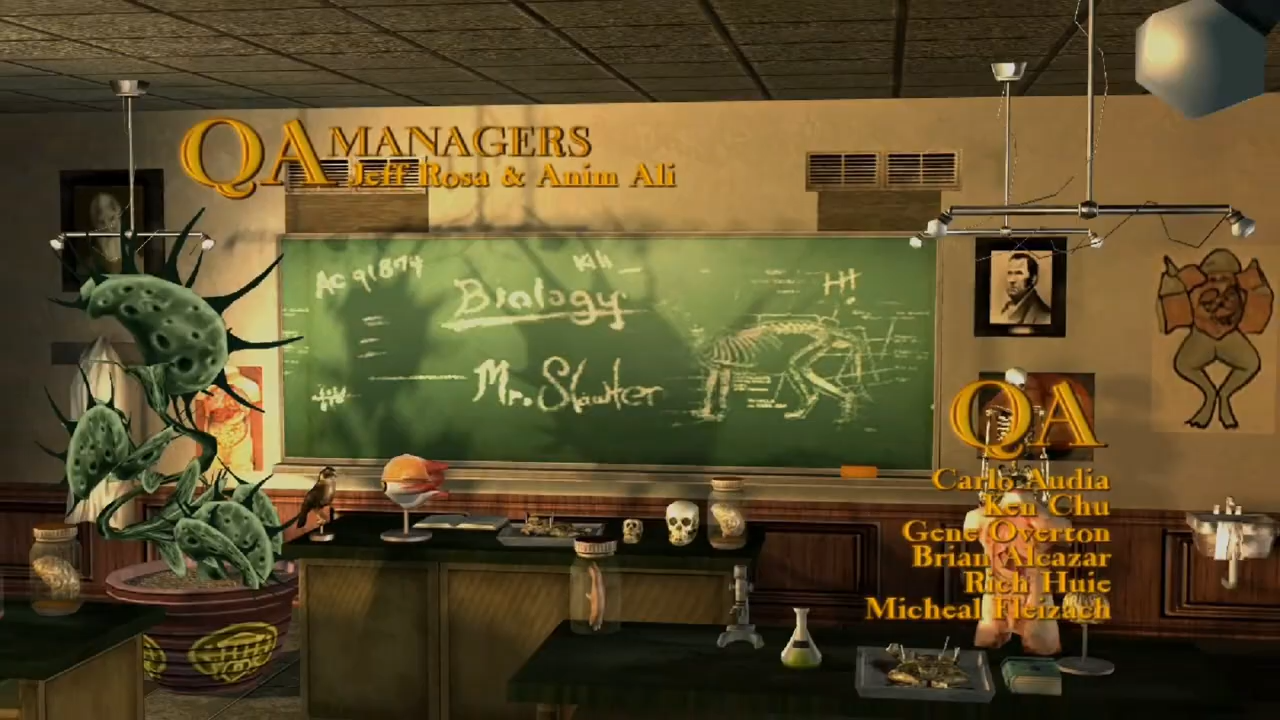 QA MANAGERS
Jeff Rosa & Anim Ali
Biology
Mr. Slawter
QA
Carlo Audia
Ken Chu
Gene Overton
Brian Alcazar
Rich Huie
Micheal Fleizach